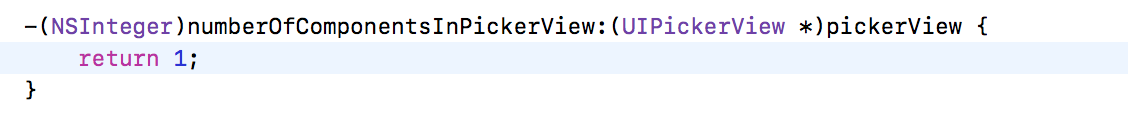 -(NSInteger)numberOfComponentsInPickerView:(UIPickerView *)pickerView {
    return 1;
}